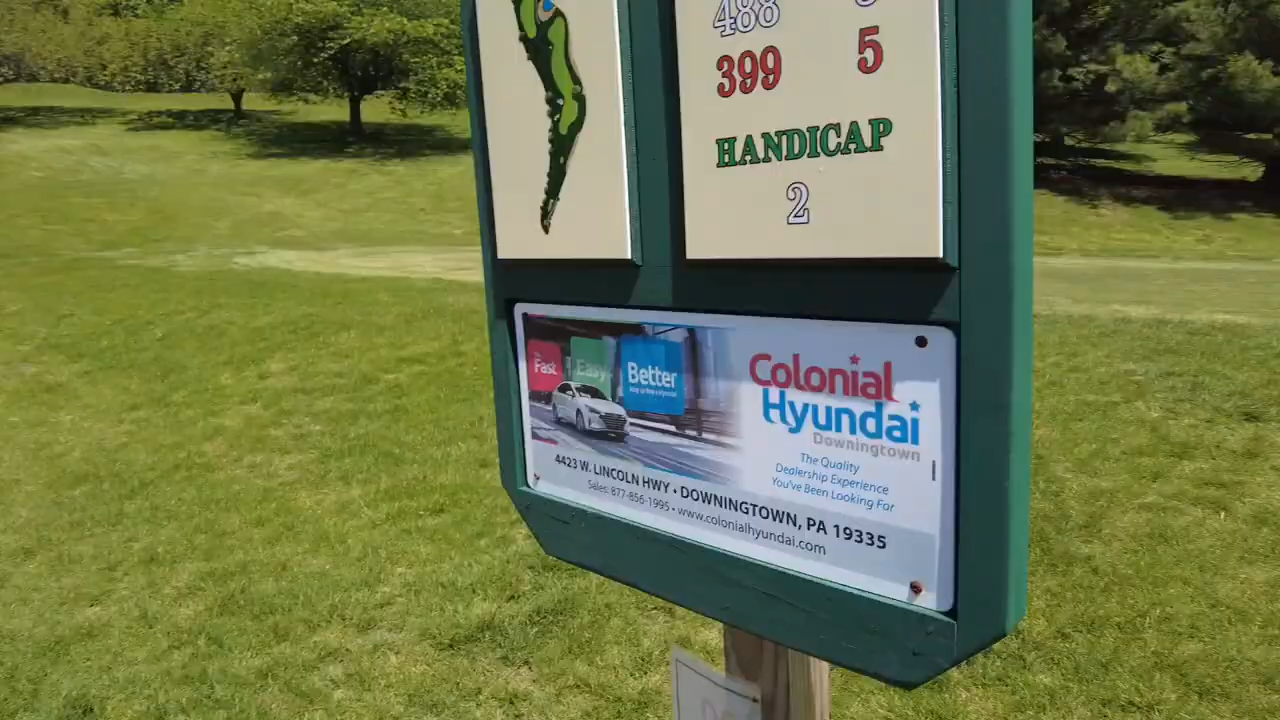 488
399 5
HANDICAP
2
Fast
Easy
Better
Colonial
Hyundai
Downingtown
The Quality
Dealership Experience
You've Been Looking For
4423 W. LINCOLN HWY • DOWNINGTOWN, PA 19335
Sales: 877-856-1995 • www.colonialhyundai.com